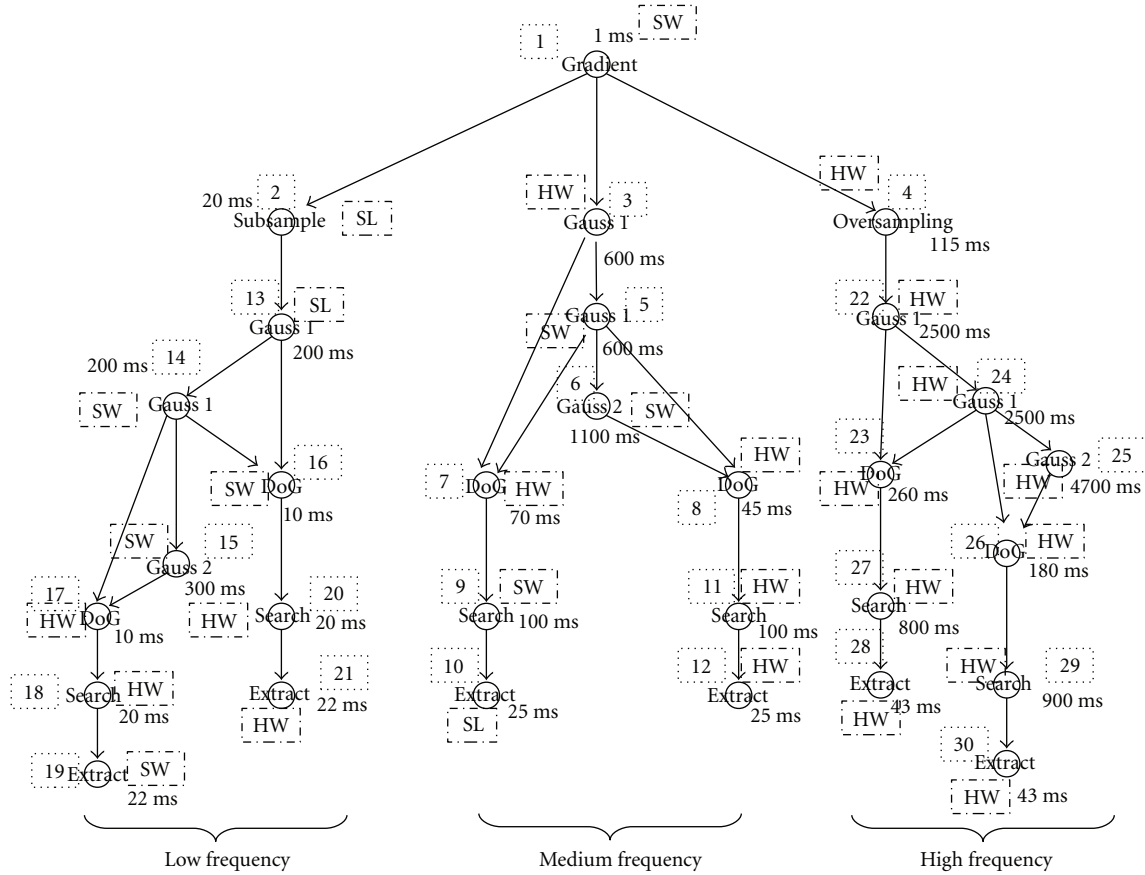 1
1 ms
SW
Gradient
20 ms
2
Subsample
SL
HW
3
Gauss 1
600 ms
HW
4
Oversampling
115 ms
13
SL
Gauss 1
200 ms
5
Gauss 1
SW
600 ms
22
HW
Gauss 1
2500 ms
200 ms
14
Gauss 1
SW
6
Gauss 2
SW
1100 ms
HW
24
Gauss 1
2500 ms
16
SW
DoG
10 ms
7
DoG
HW
70 ms
HW
DoG
8
45 ms
23
DoG
HW
260 ms
Gauss 2
25
HW
4700 ms
SW
15
Gauss 2
300 ms
26
DoG
HW
180 ms
17
HW
DoG
10 ms
HW
20
Search
20 ms
9
SW
Search
100 ms
11
HW
Search
100 ms
27
HW
Search
800 ms
18
Search
HW
20 ms
21
Extract
22 ms
HW
10
Extract
25 ms
SL
12
HW
Extract
25 ms
28
Extract
43 ms
HW
HW
29
Search
900 ms
19
Extract
SW
22 ms
30
Extract
HW
43 ms
Low frequency
Medium frequency
High frequency